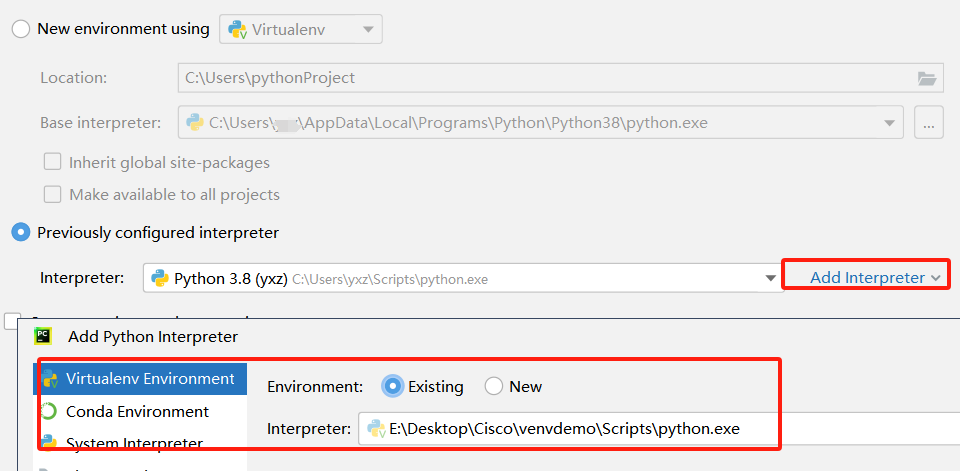 New environment using Virtualenv
Location: C:\Users\pythonProject
Base interpreter: C:\Users\ \AppData\Local\Programs\Python\Python38\python.exe ...
Inherit global site-packages
Make available to all projects
Previously configured interpreter
Interpreter: Python 3.8 (yxz) C:\Users\yxz\Scripts\python.exe Add Interpreter
PC Add Python Interpreter
Virtualenv Environment Environment: Existing New
Conda Environment
Interpreter: E:\Desktop\Cisco\venvdemo\Scripts\python.exe
System Interpreter